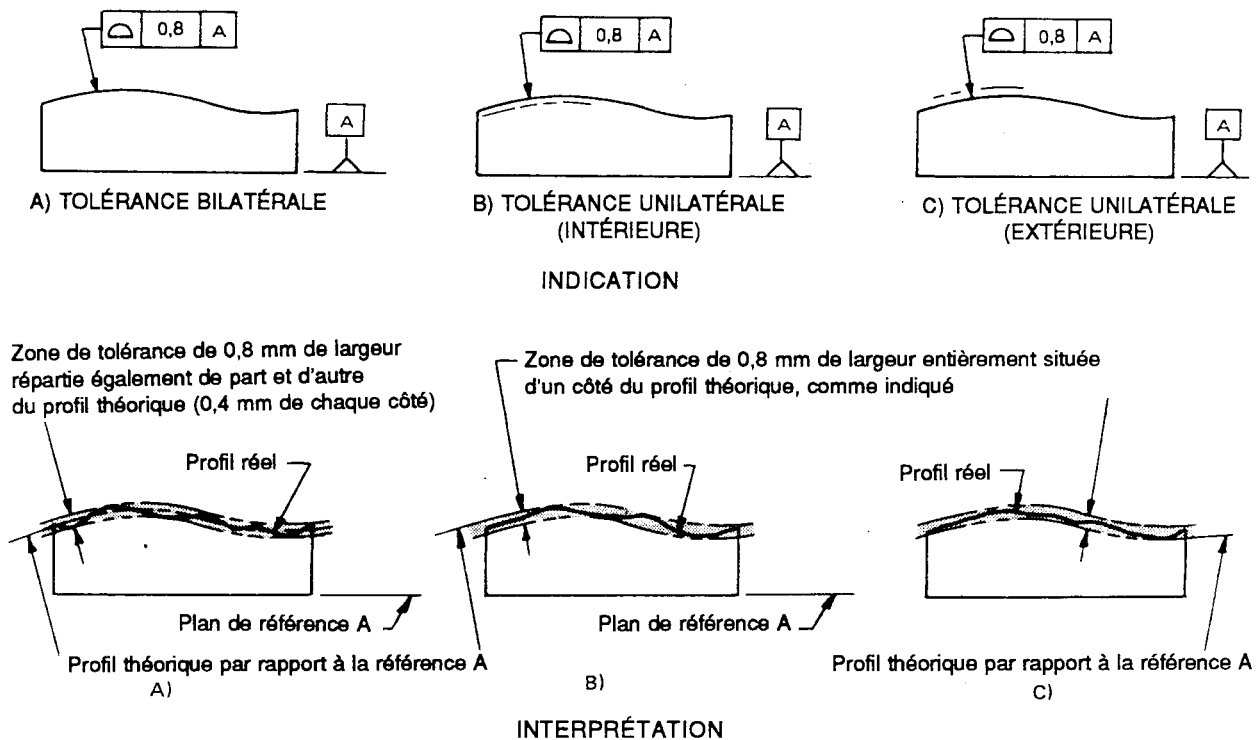 0,8 A
0,8 A
0,8 A
A
A
A
A) TOLÉRANCE BILATÉRALE
B) TOLÉRANCE UNILATÉRALE
(INTÉRIEURE)
C) TOLÉRANCE UNILATÉRALE
(EXTÉRIEURE)
INDICATION
Zone de tolérance de 0,8 mm de largeur
répartie également de part et d'autre
du profil théorique (0,4 mm de chaque côté)
Zone de tolérance de 0,8 mm de largeur entièrement située
d'un côté du profil théorique, comme indiqué
Profil réel
Profil réel
Profil réel
Plan de référence A
Plan de référence A
Profil théorique par rapport à la référence A
Profil théorique par rapport à la référence A
A)
B)
C)
INTERPRÉTATION